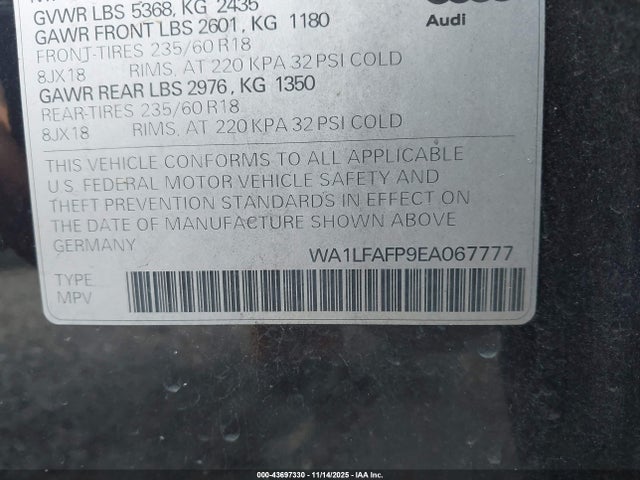 GVWR LBS 5368, KG 2435
GAWR FRONT LBS 2601, KG 1180
FRONT-TIRES 235/60 R18
8JX18 RIMS, AT 220 KPA 32 PSI COLD
GAWR REAR LBS 2976, KG 1350
REAR-TIRES 235/60 R18
8JX18 RIMS, AT 220 KPA 32 PSI COLD
Audi
THIS VEHICLE CONFORMS TO ALL APPLICABLE
U.S. FEDERAL MOTOR VEHICLE SAFETY AND
THEFT PREVENTION STANDARDS IN EFFECT ON
THE DATE OF MANUFACTURE SHOWN ABOVE
GERMANY WA1LFAFP9EA067777
TYPE
MPV
000-43697330 - 11/14/2025 - IAA Inc.